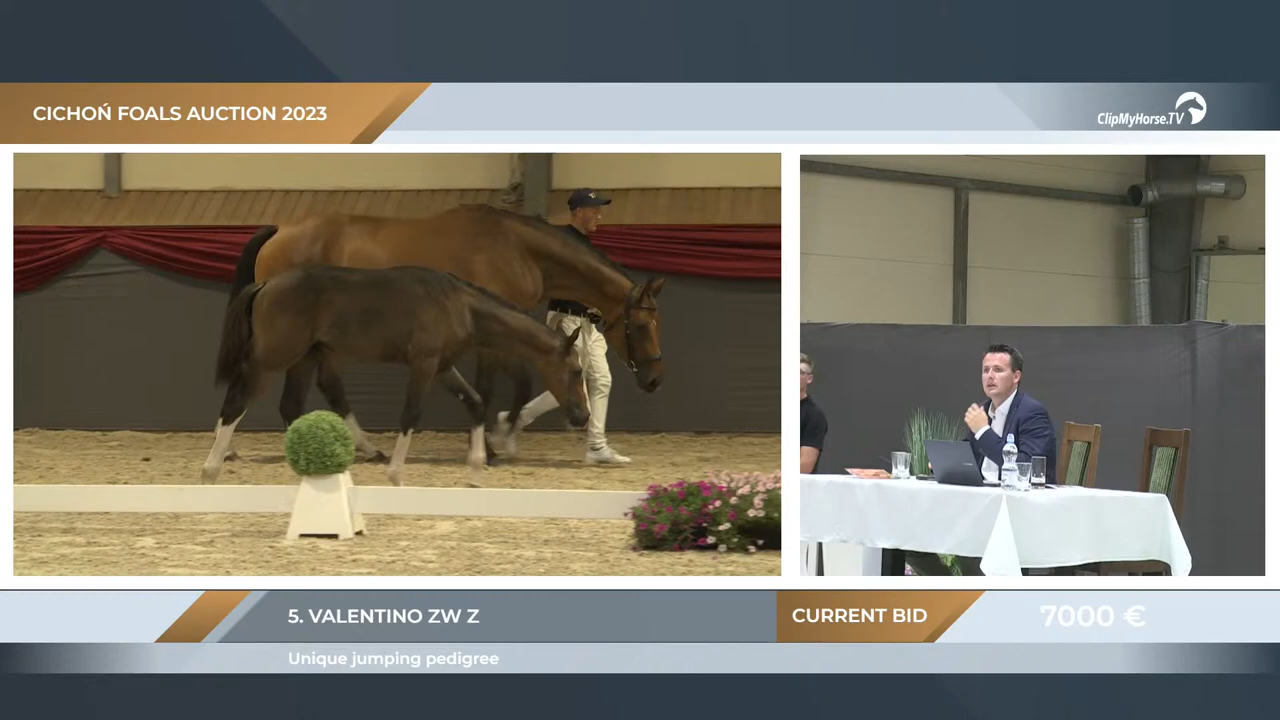 CICHOŃ FOALS AUCTION 2023
ClipMyHorse.TV
5. VALENTINO ZW Z
CURRENT BID
7000 €
Unique jumping pedigree